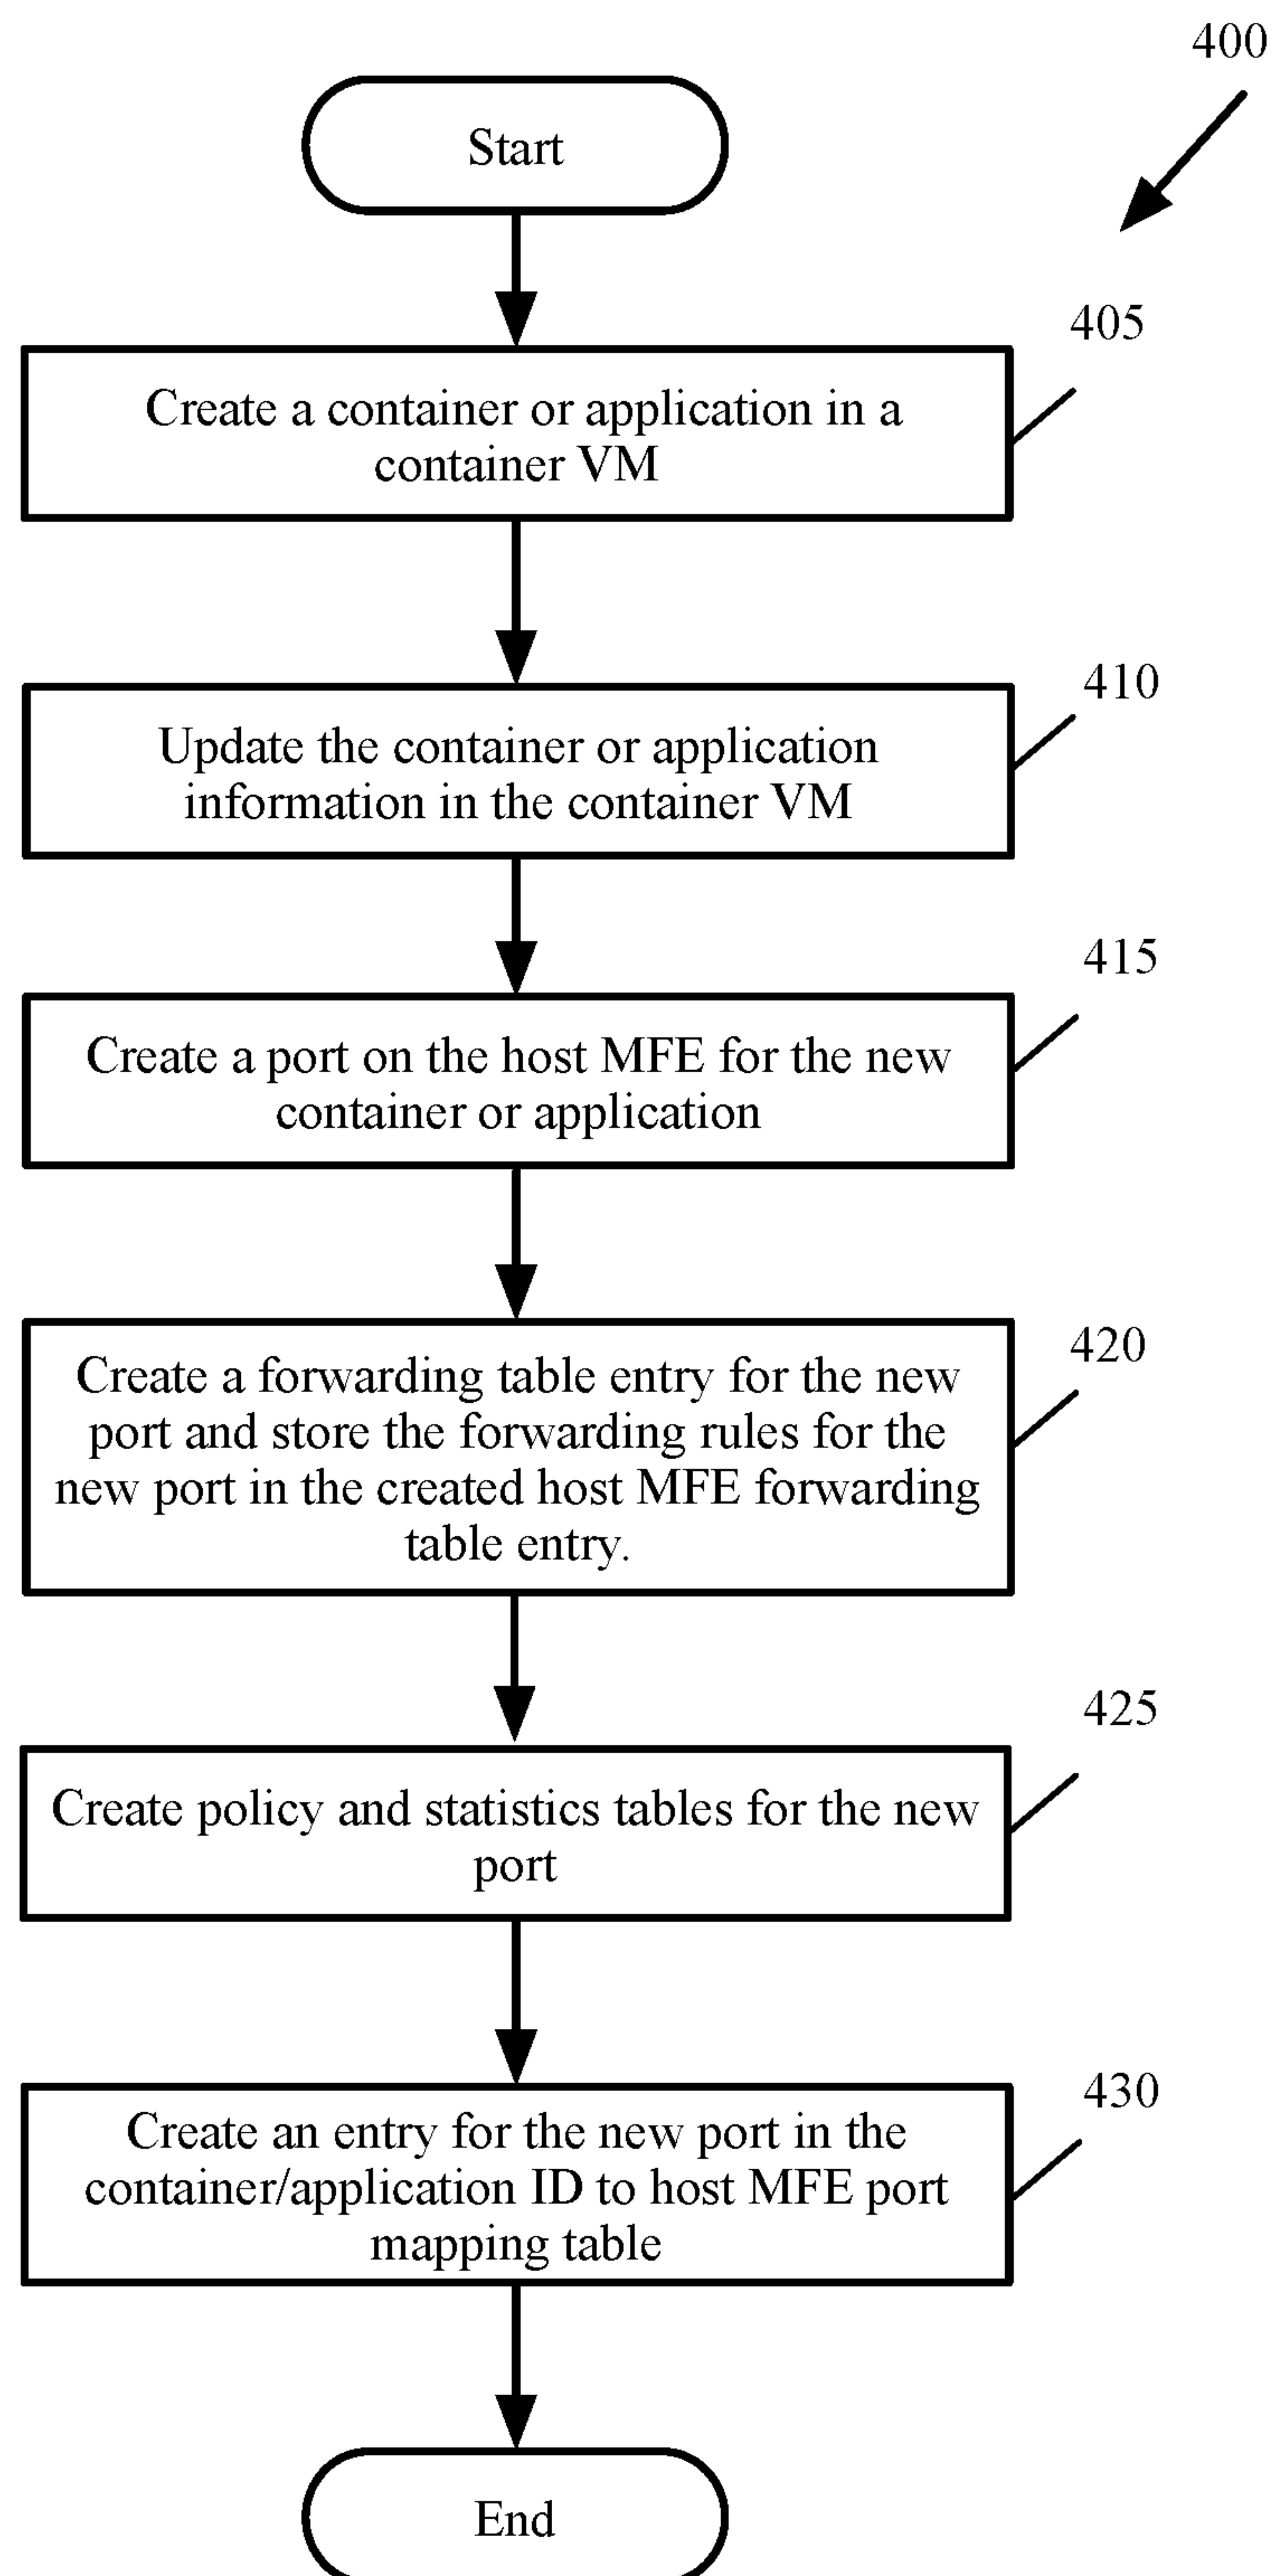 400
Start
405
Create a container or application in a
container VM
410
Update the container or application
information in the container VM
415
Create a port on the host MFE for the new
container or application
420
Create a forwarding table entry for the new
port and store the forwarding rules for the
new port in the created host MFE forwarding
table entry.
425
Create policy and statistics tables for the new
port
430
Create an entry for the new port in the
container/application ID to host MFE port
mapping table
End